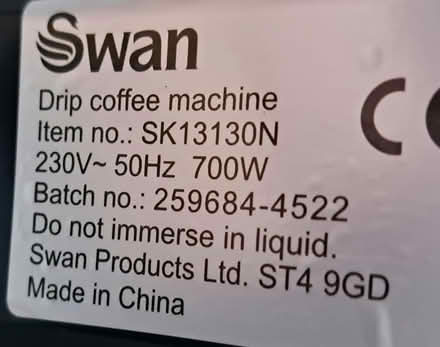 Swan
Drip coffee machine
Item no.: SK13130N
230V~ 50Hz 700W
Batch no.: 259684-4522
Do not immerse in liquid.
Swan Products Ltd. ST4 9GD
Made in China
CE